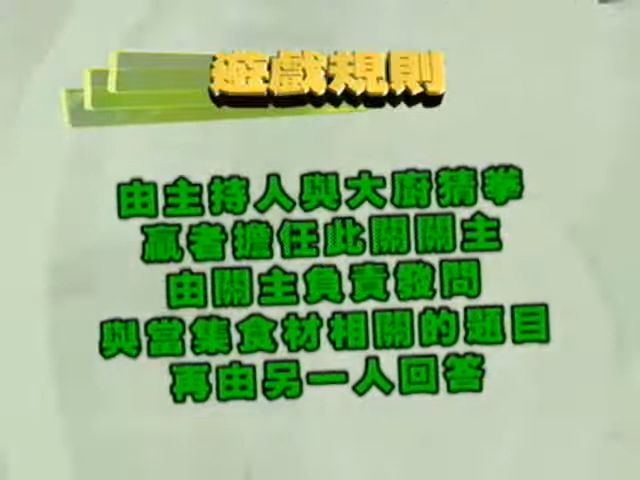 遊戲規則
由主持人與大廚猜拳
贏者擔任此關關主
由關主負責發問
與當集食材相關的題目
再由另一人回答